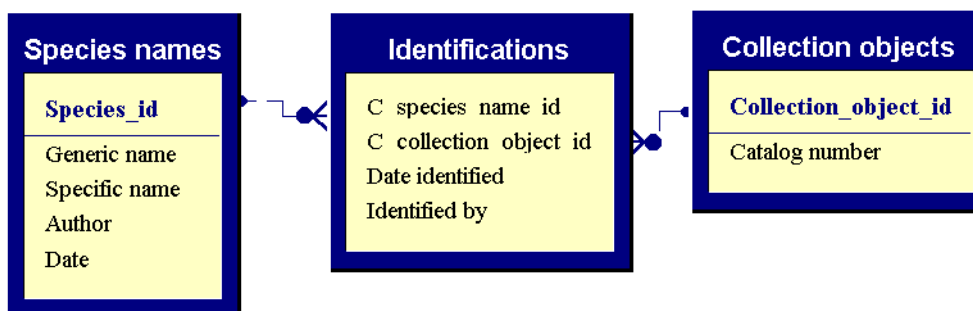 Species names
Species_id
Generic name
Specific name
Author
Date
Identifications
C species name id
C collection object id
Date identified
Identified by
Collection objects
Collection_object_id
Catalog number